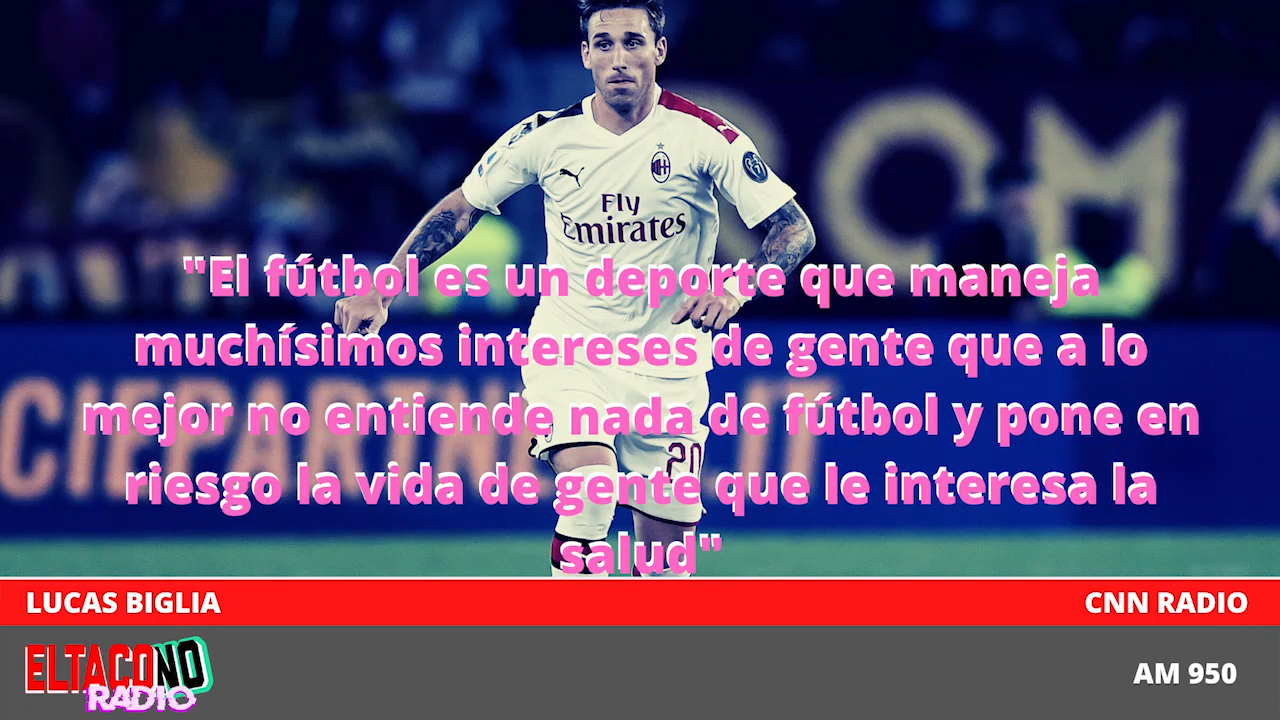 ROMA
Fly
Emirates
"El fútbol es un deporte que maneja
muchísimos intereses de gente que a lo
mejor no entiende nada de fútbol y pone en
riesgo la vida de gente que le interesa la
salud"
20
LUCAS BIGLIA
CNN RADIO
ELTACONO
RADIO
AM 950